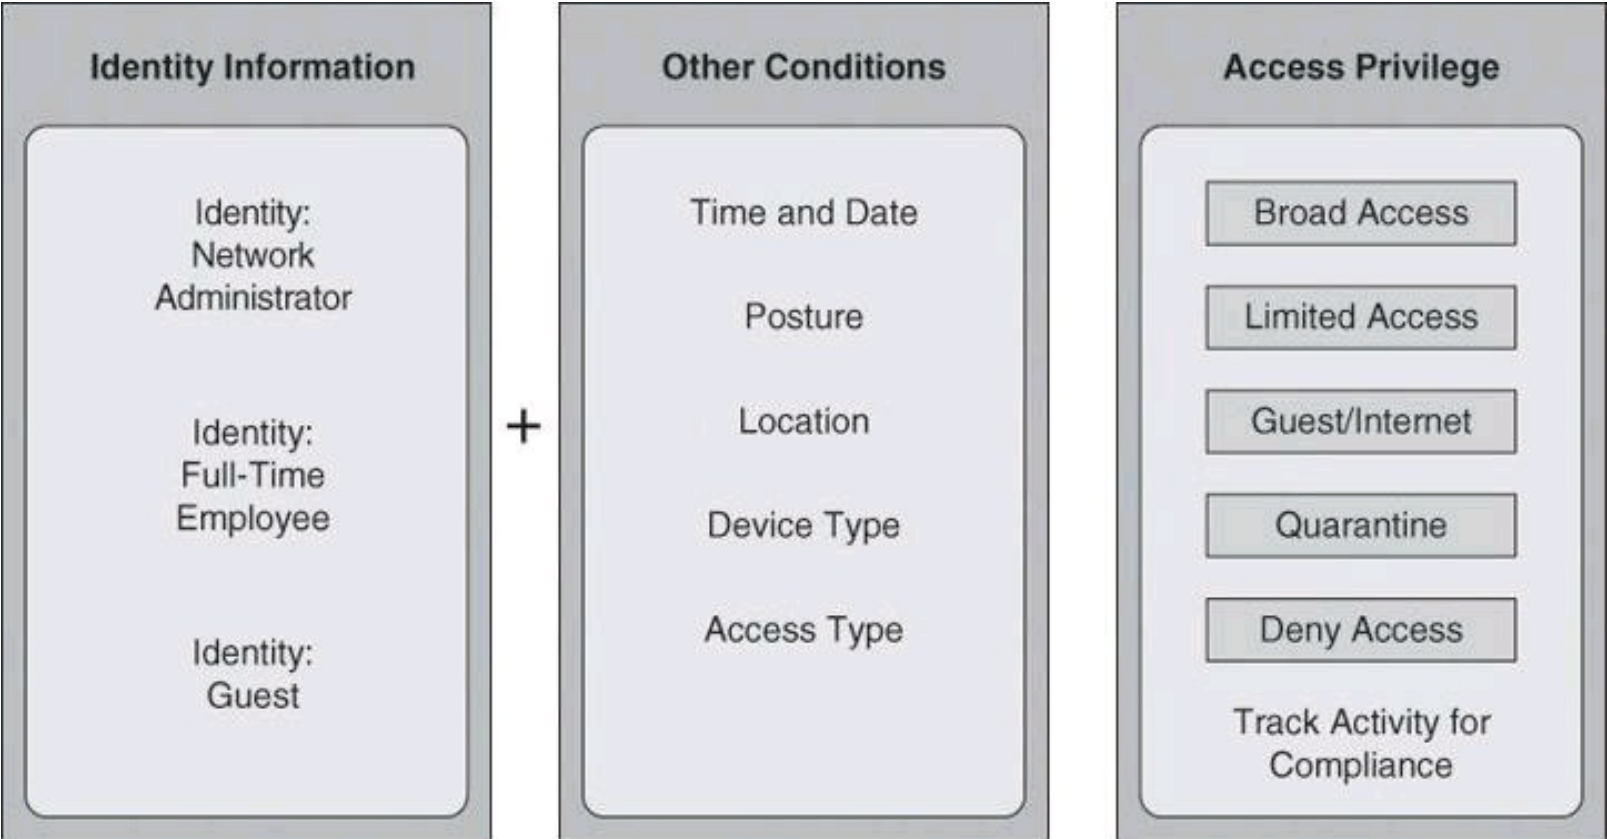 Identity Information
Identity:
Network
Administrator
Identity:
Full-Time
Employee
Identity:
Guest
+
Other Conditions
Time and Date
Posture
Location
Device Type
Access Type
Access Privilege
Broad Access
Limited Access
Guest/Internet
Quarantine
Deny Access
Track Activity for
Compliance